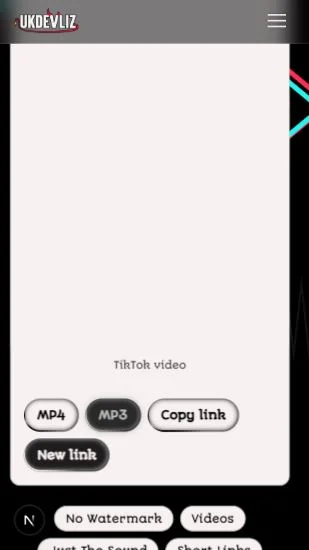 UKDEVLIZ
TikTok video
MP4 MP3 Copy link
New link
N No Watermark Videos
Just The Sound Short Links